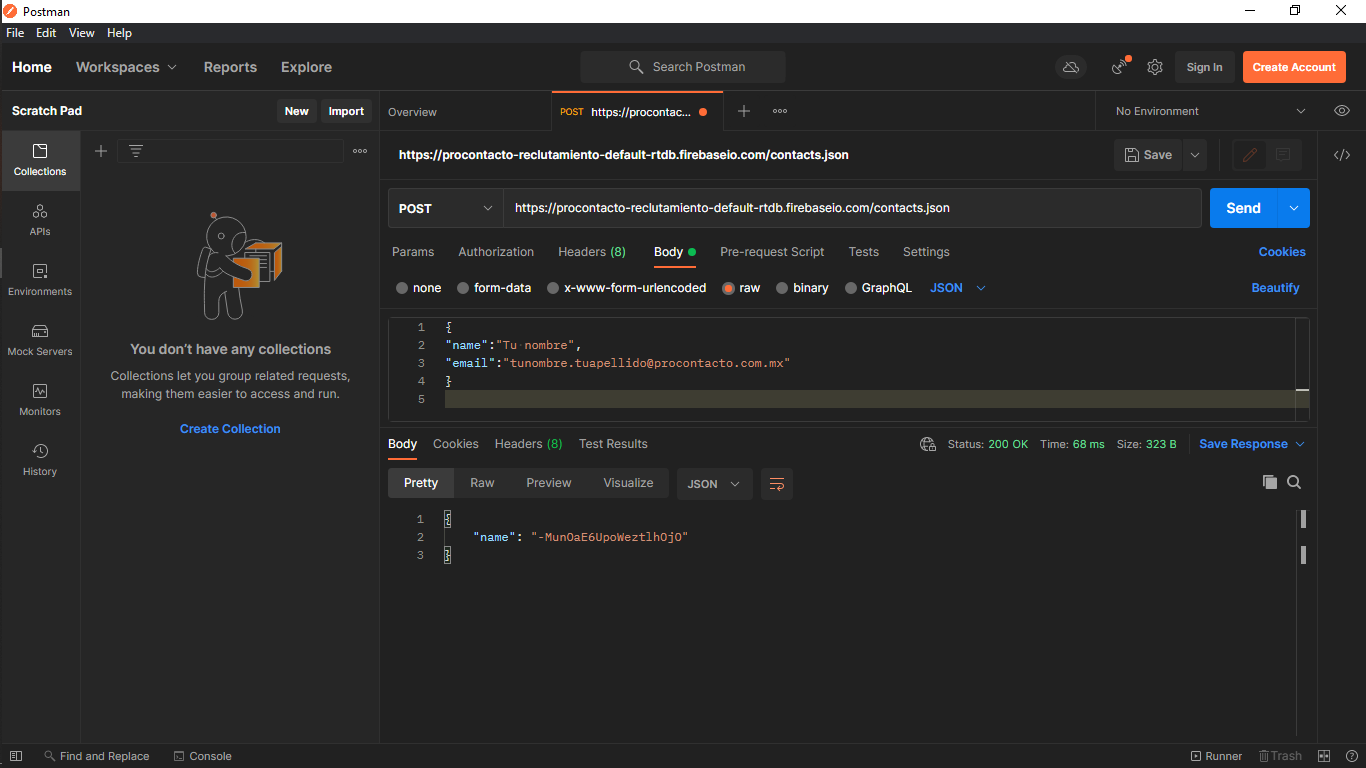 Postman
File Edit View Help
Home Workspaces Reports Explore Search Postman Sign In Create Account
Scratch Pad New Import Overview POST https://procontac... No Environment
Collections
https://procontacto-reclutamiento-default-rtdb.firebaseio.com/contacts.json Save
POST https://procontacto-reclutamiento-default-rtdb.firebaseio.com/contacts.json Send
APIs
Params Authorization Headers (8) Body Pre-request Script Tests Settings Cookies
Environments
none form-data x-www-form-urlencoded raw binary GraphQL JSON Beautify
Mock Servers
Monitors
History
You don't have any collections
Collections let you group related requests,
making them easier to access and run.
Create Collection
1 {
2 "name":"Tu nombre",
3 "email":"tunombre.tuapellido@procontacto.com.mx"
4 }
5
Body Cookies Headers (8) Test Results Status: 200 OK Time: 68 ms Size: 323 B Save Response
Pretty Raw Preview Visualize JSON
1 {
2 "name": "-MunOaE6UpoWeztlhOjO"
3 }
Find and Replace Console Runner Trash